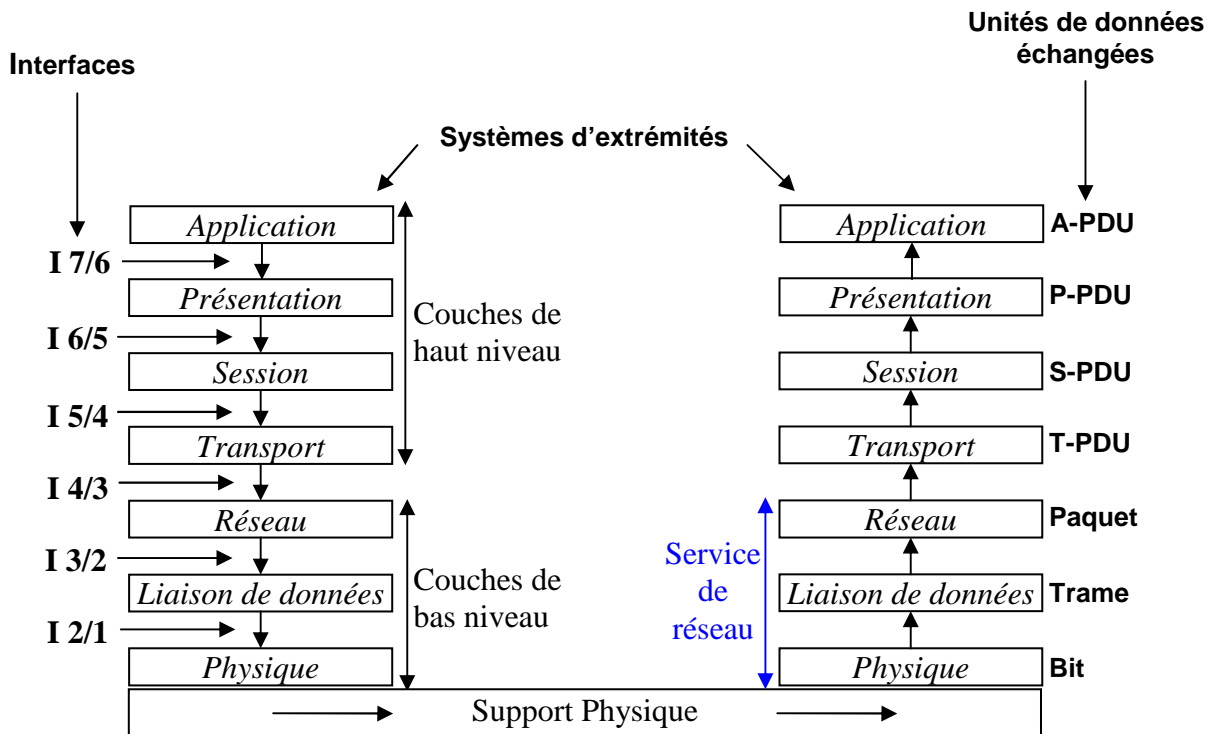 Unités de données
échangées
Interfaces
Systèmes d'extrémités
Application
Application
A-PDU
I 7/6
Présentation
Présentation
P-PDU
Couches de
haut niveau
I 6/5
Session
Session
S-PDU
I 5/4
Transport
Transport
T-PDU
I 4/3
Réseau
Réseau
Paquet
I 3/2
Service
de
réseau
Couches de
bas niveau
Liaison de données
Liaison de données
Trame
I 2/1
Physique
Physique
Bit
Support Physique